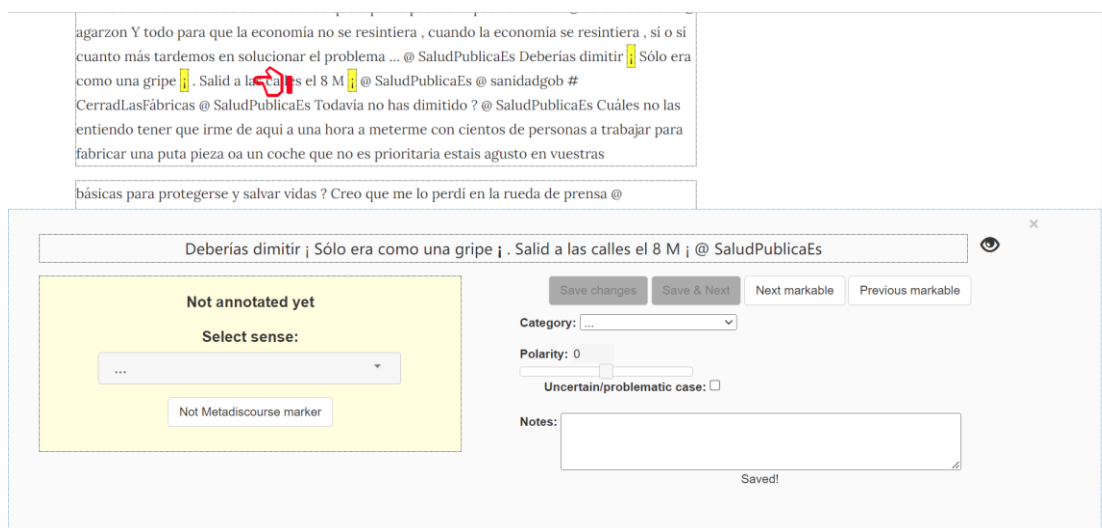 agarzon Y todo para que la economía no se resintiera , cuando la economía se resintiera , sí o sí
cuanto más tardemos en solucionar el problema ... @ SaludPublicaEs Deberías dimitir ¡ Sólo era
como una gripe ¡ . Salid a las calles el 8 M ¡ @ SaludPublicaEs @ sanidadgob #
CerradLasFábricas @ SaludPublicaEs Todavía no has dimitido ? @ SaludPublicaEs Cuáles no las
entiendo tener que irme de aqui a una hora a meterme con cientos de personas a trabajar para
fabricar una puta pieza oa un coche que no es prioritaria estais agusto en vuestras
básicas para protegerse y salvar vidas ? Creo que me lo perdí en la rueda de prensa @
×
Deberías dimitir ¡ Sólo era como una gripe ¡ . Salid a las calles el 8 M ¡ @ SaludPublicaEs
Not annotated yet
Select sense:
...
Not Metadiscourse marker
Save changes Save & Next Next markable Previous markable
Category: ...
Polarity: 0
Uncertain/problematic case:
Notes:
Saved!